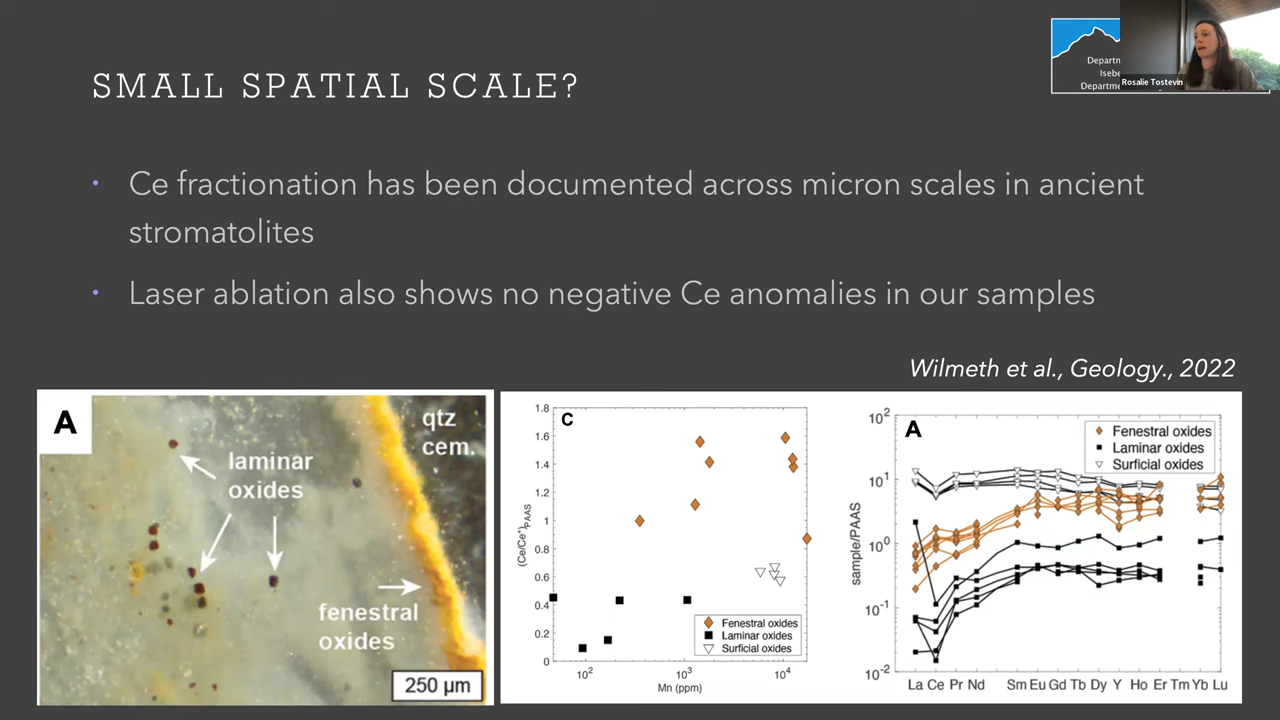 SMALL SPATIAL SCALE?
Departm
Isebe
Departme
Rosalie Tostevin
• Ce fractionation has been documented across micron scales in ancient
stromatolites
• Laser ablation also shows no negative Ce anomalies in our samples
Wilmeth et al., Geology., 2022
A
qtz
cem.
laminar
oxides
fenestral
oxides
250 µm
C
(Ce/Ce*)PAAS
1.8
1.6
1.4
1.2
1
0.8
0.6
0.4
0.2
0
10²
10³
10⁴
Mn (ppm)
Fenestral oxides
Laminar oxides
Surficial oxides
A
sample/PAAS
10²
10¹
10⁰
10⁻¹
10⁻²
Fenestral oxides
Laminar oxides
Surficial oxides
La Ce Pr Nd Sm Eu Gd Tb Dy Y Ho Er Tm Yb Lu